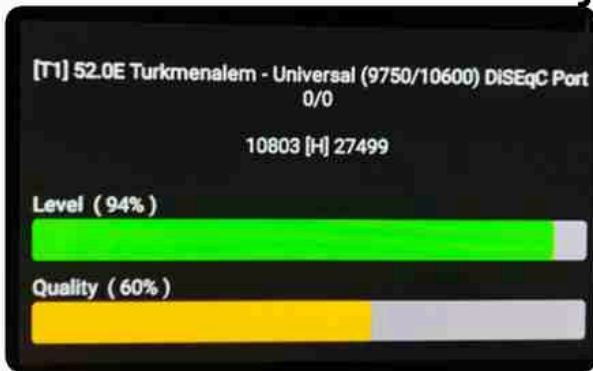 [T1] 52.0E Turkmenalem - Universal (9750/10600) DiSEqC Port
0/0
10803 [H] 27499
Level ( 94% )
Quality ( 60% )